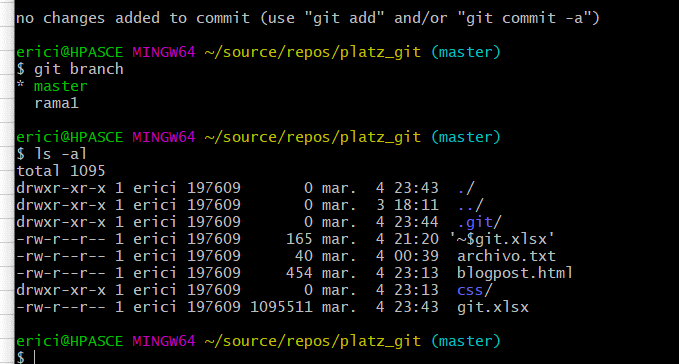 no changes added to commit (use "git add" and/or "git commit -a")
erici@HPASCE MINGW64 ~/source/repos/platz_git (master)
$ git branch
* master
  rama1
erici@HPASCE MINGW64 ~/source/repos/platz_git (master)
$ ls -al
total 1095
drwxr-xr-x 1 erici 197609       0 mar.  4 23:43  ./
drwxr-xr-x 1 erici 197609       0 mar.  3 18:11  ../
drwxr-xr-x 1 erici 197609       0 mar.  4 23:44  .git/
-rw-r--r-- 1 erici 197609     165 mar.  4 21:20 '~$git.xlsx'
-rw-r--r-- 1 erici 197609      40 mar.  4 00:39  archivo.txt
-rw-r--r-- 1 erici 197609     454 mar.  4 23:13  blogpost.html
drwxr-xr-x 1 erici 197609       0 mar.  4 23:13  css/
-rw-r--r-- 1 erici 197609 1095511 mar.  4 23:43  git.xlsx
erici@HPASCE MINGW64 ~/source/repos/platz_git (master)
$